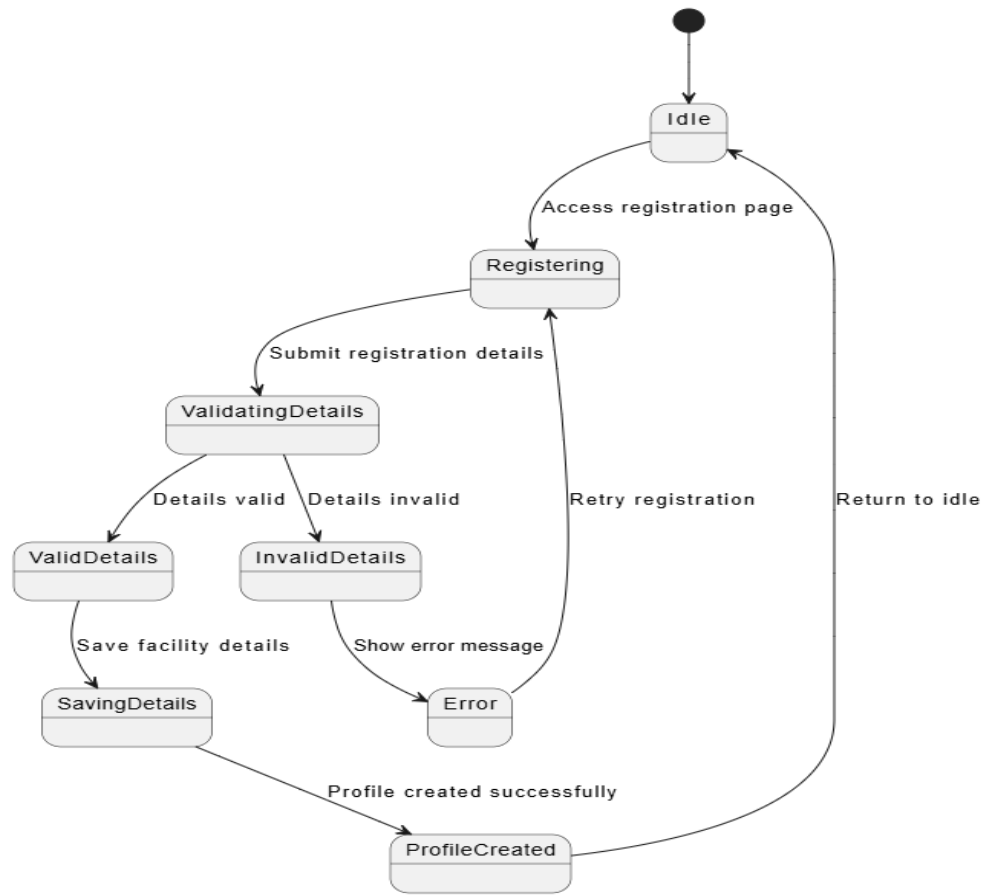 Idle
Access registration page
Registering
Submit registration details
ValidatingDetails
Details valid
Details invalid
Retry registration
Return to idle
ValidDetails
InvalidDetails
Save facility details
Show error message
SavingDetails
Error
Profile created successfully
ProfileCreated